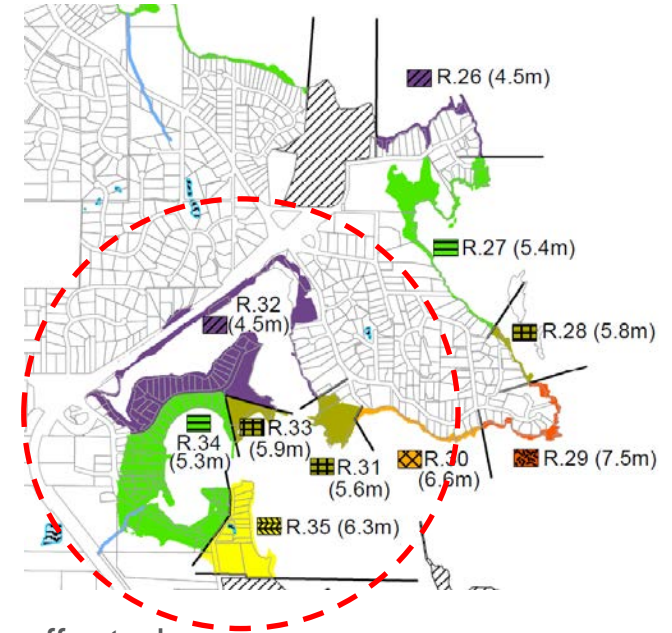 R.26 (4.5m)
R.27 (5.4m)
R.32
(4.5m)
R.28 (5.8m)
R.33
(5.9m)
R.34
(5.3m)
R.31
(5.6m)
R.30
(6.6m)
R.29 (7.5m)
R.35 (6.3m)